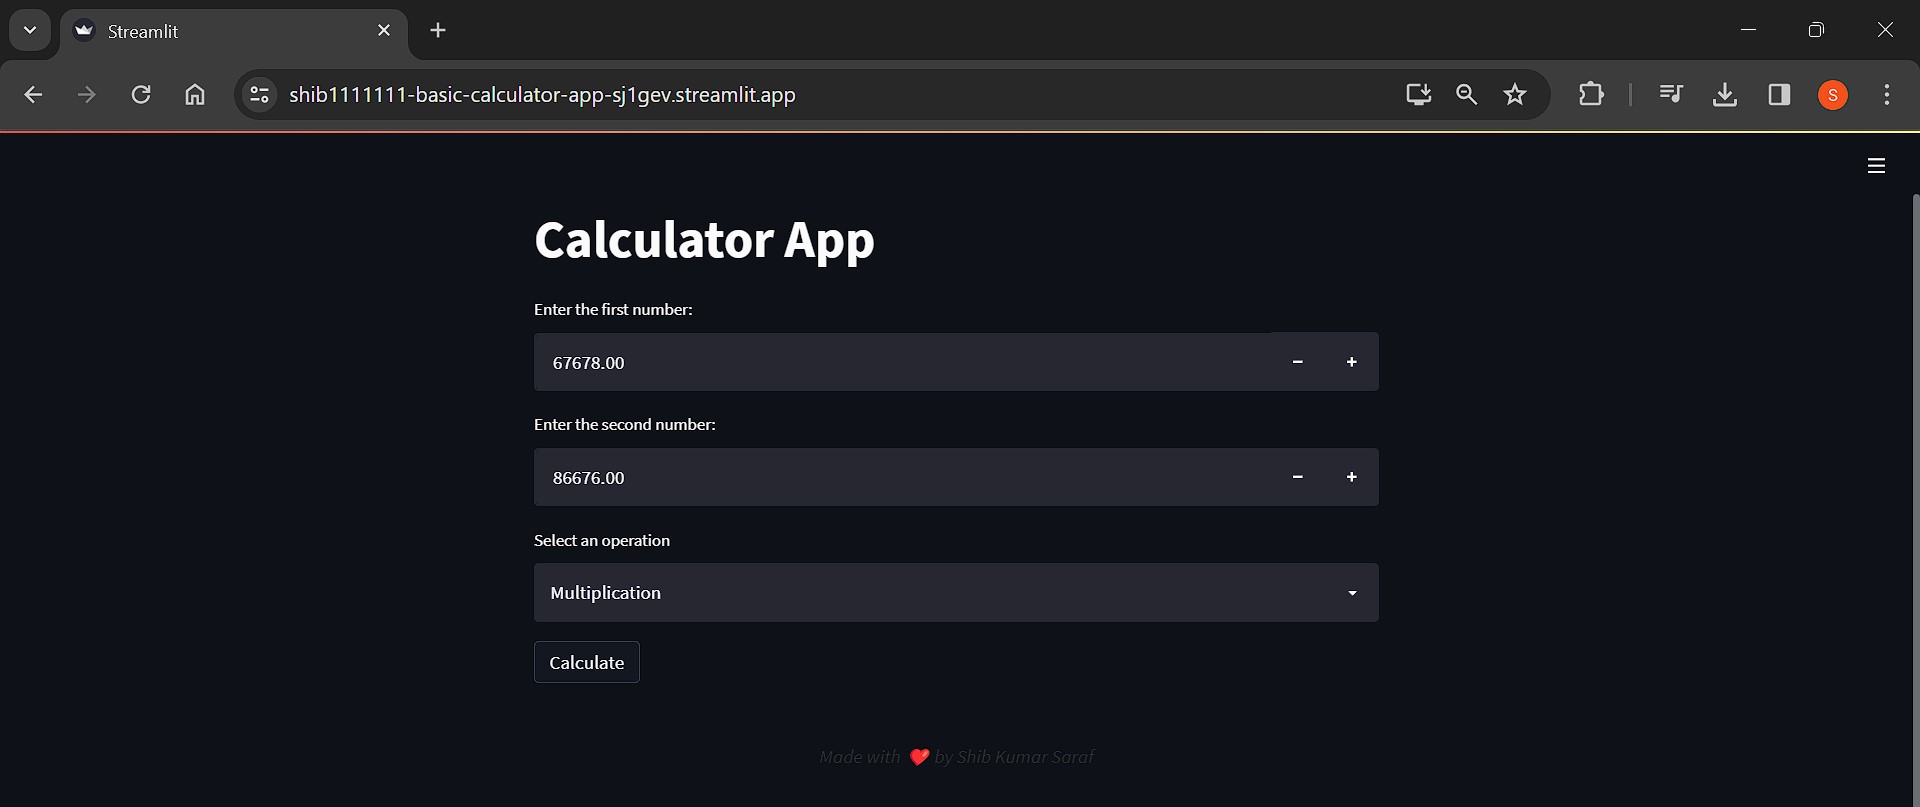 Streamlit
shib1111111-basic-calculator-app-sj1gev.streamlit.app
S
Calculator App
Enter the first number:
67678.00
Enter the second number:
86676.00
Select an operation
Multiplication
Calculate
Made with ❤️ by Shib Kumar Saraf